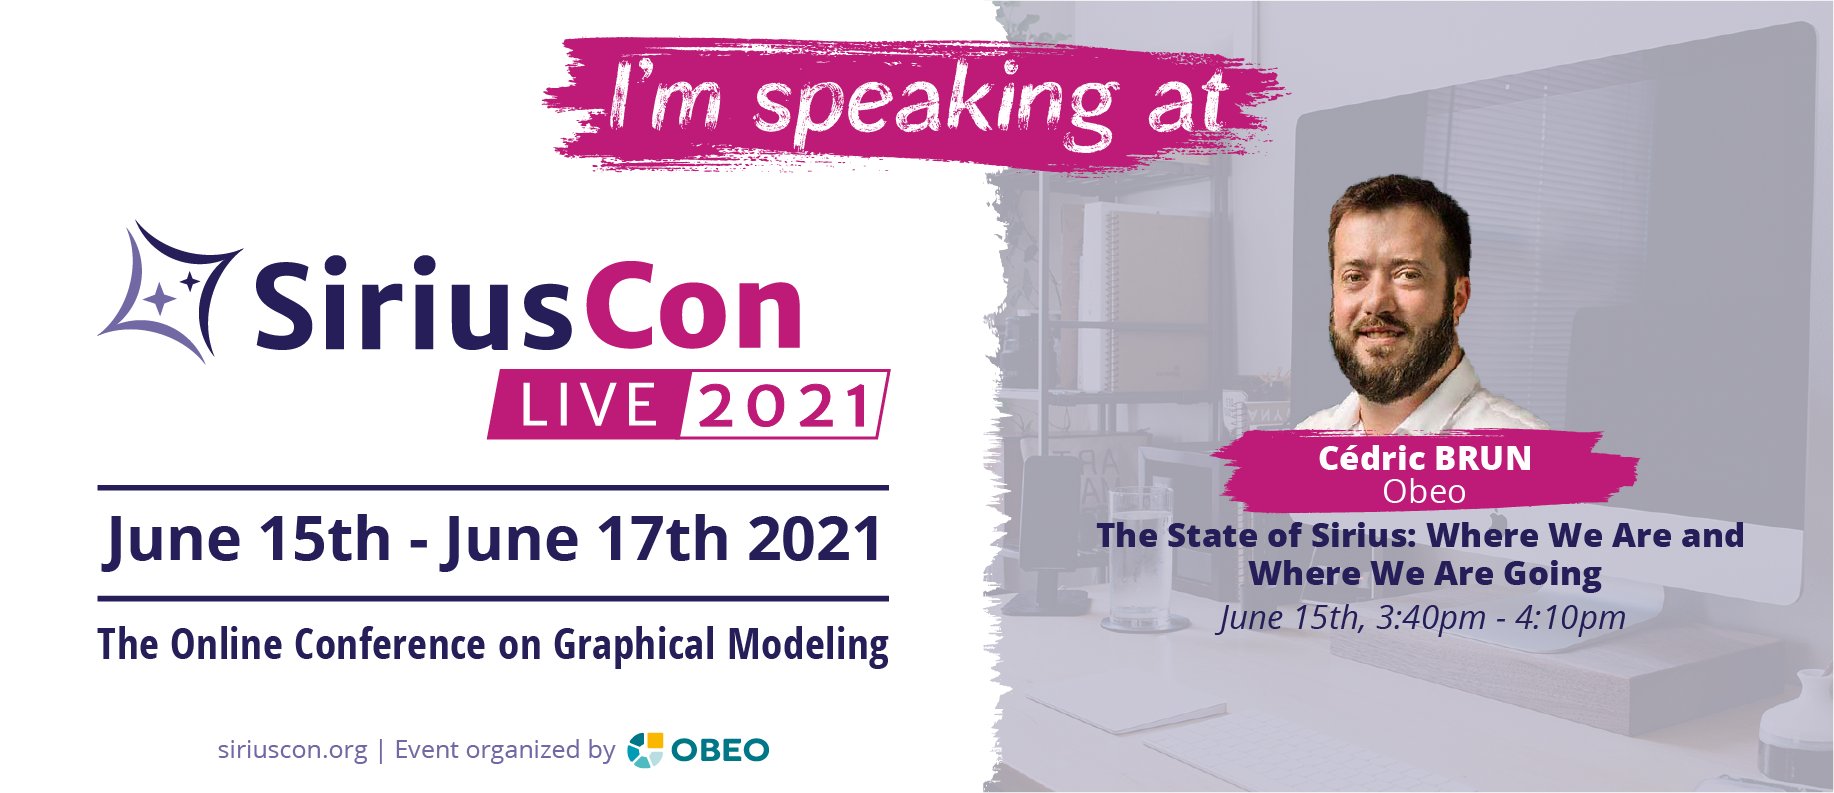 I'm speaking at
SiriusCon
LIVE 2021
June 15th - June 17th 2021
The Online Conference on Graphical Modeling
siriuscon.org | Event organized by OBEO
Cédric BRUN
Obeo
The State of Sirius: Where We Are and
Where We Are Going
June 15th, 3:40pm - 4:10pm